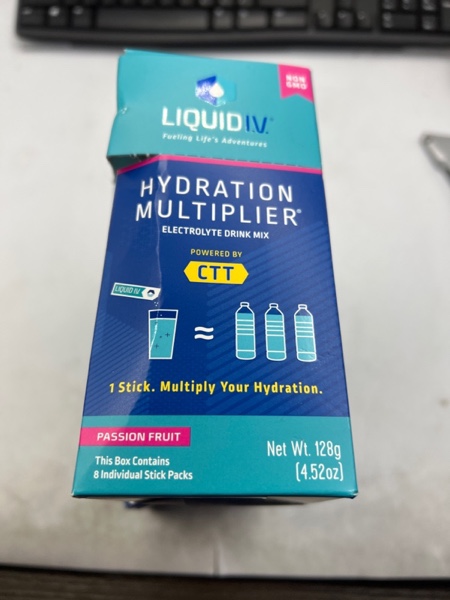 NON
GMO
LIQUID I.V.®
Fueling Life's Adventures
HYDRATION
MULTIPLIER®
ELECTROLYTE DRINK MIX
POWERED BY
CTT
LIQUID I.V.
1 Stick. Multiply Your Hydration.
PASSION FRUIT
This Box Contains
8 Individual Stick Packs
Net Wt. 128g
(4.52oz)